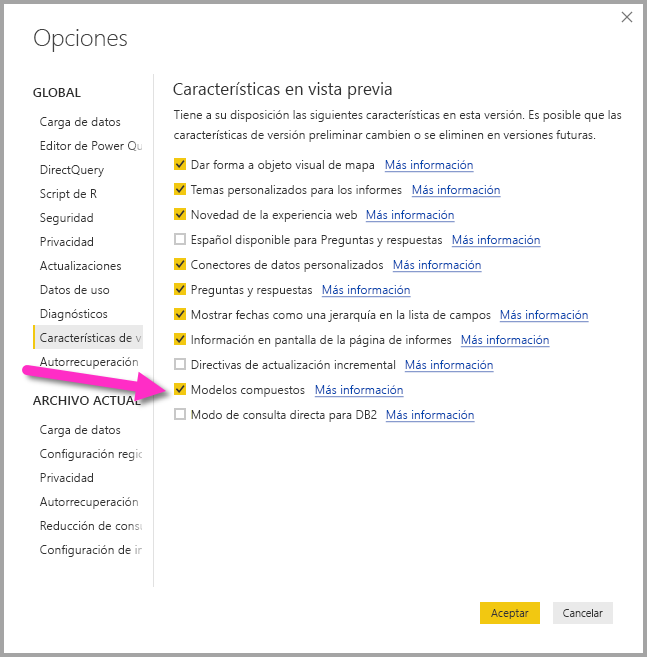 Opciones
GLOBAL
Carga de datos
Editor de Power Qu
DirectQuery
Script de R
Seguridad
Privacidad
Actualizaciones
Datos de uso
Diagnósticos
Características de v
Autorrecuperación
ARCHIVO ACTUAL
Carga de datos
Configuración regic
Privacidad
Autorrecuperación
Reducción de consu
Configuración de in
Características en vista previa
Tiene a su disposición las siguientes características en esta versión. Es posible que las
características de versión preliminar cambien o se eliminen en versiones futuras.
Dar forma a objeto visual de mapa Más información
Temas personalizados para los informes Más información
Novedad de la experiencia web Más información
Español disponible para Preguntas y respuestas Más información
Conectores de datos personalizados Más información
Preguntas y respuestas Más información
Mostrar fechas como una jerarquía en la lista de campos Más información
Información en pantalla de la página de informes Más información
Directivas de actualización incremental Más información
Modelos compuestos Más información
Modo de consulta directa para DB2 Más información
Aceptar Cancelar